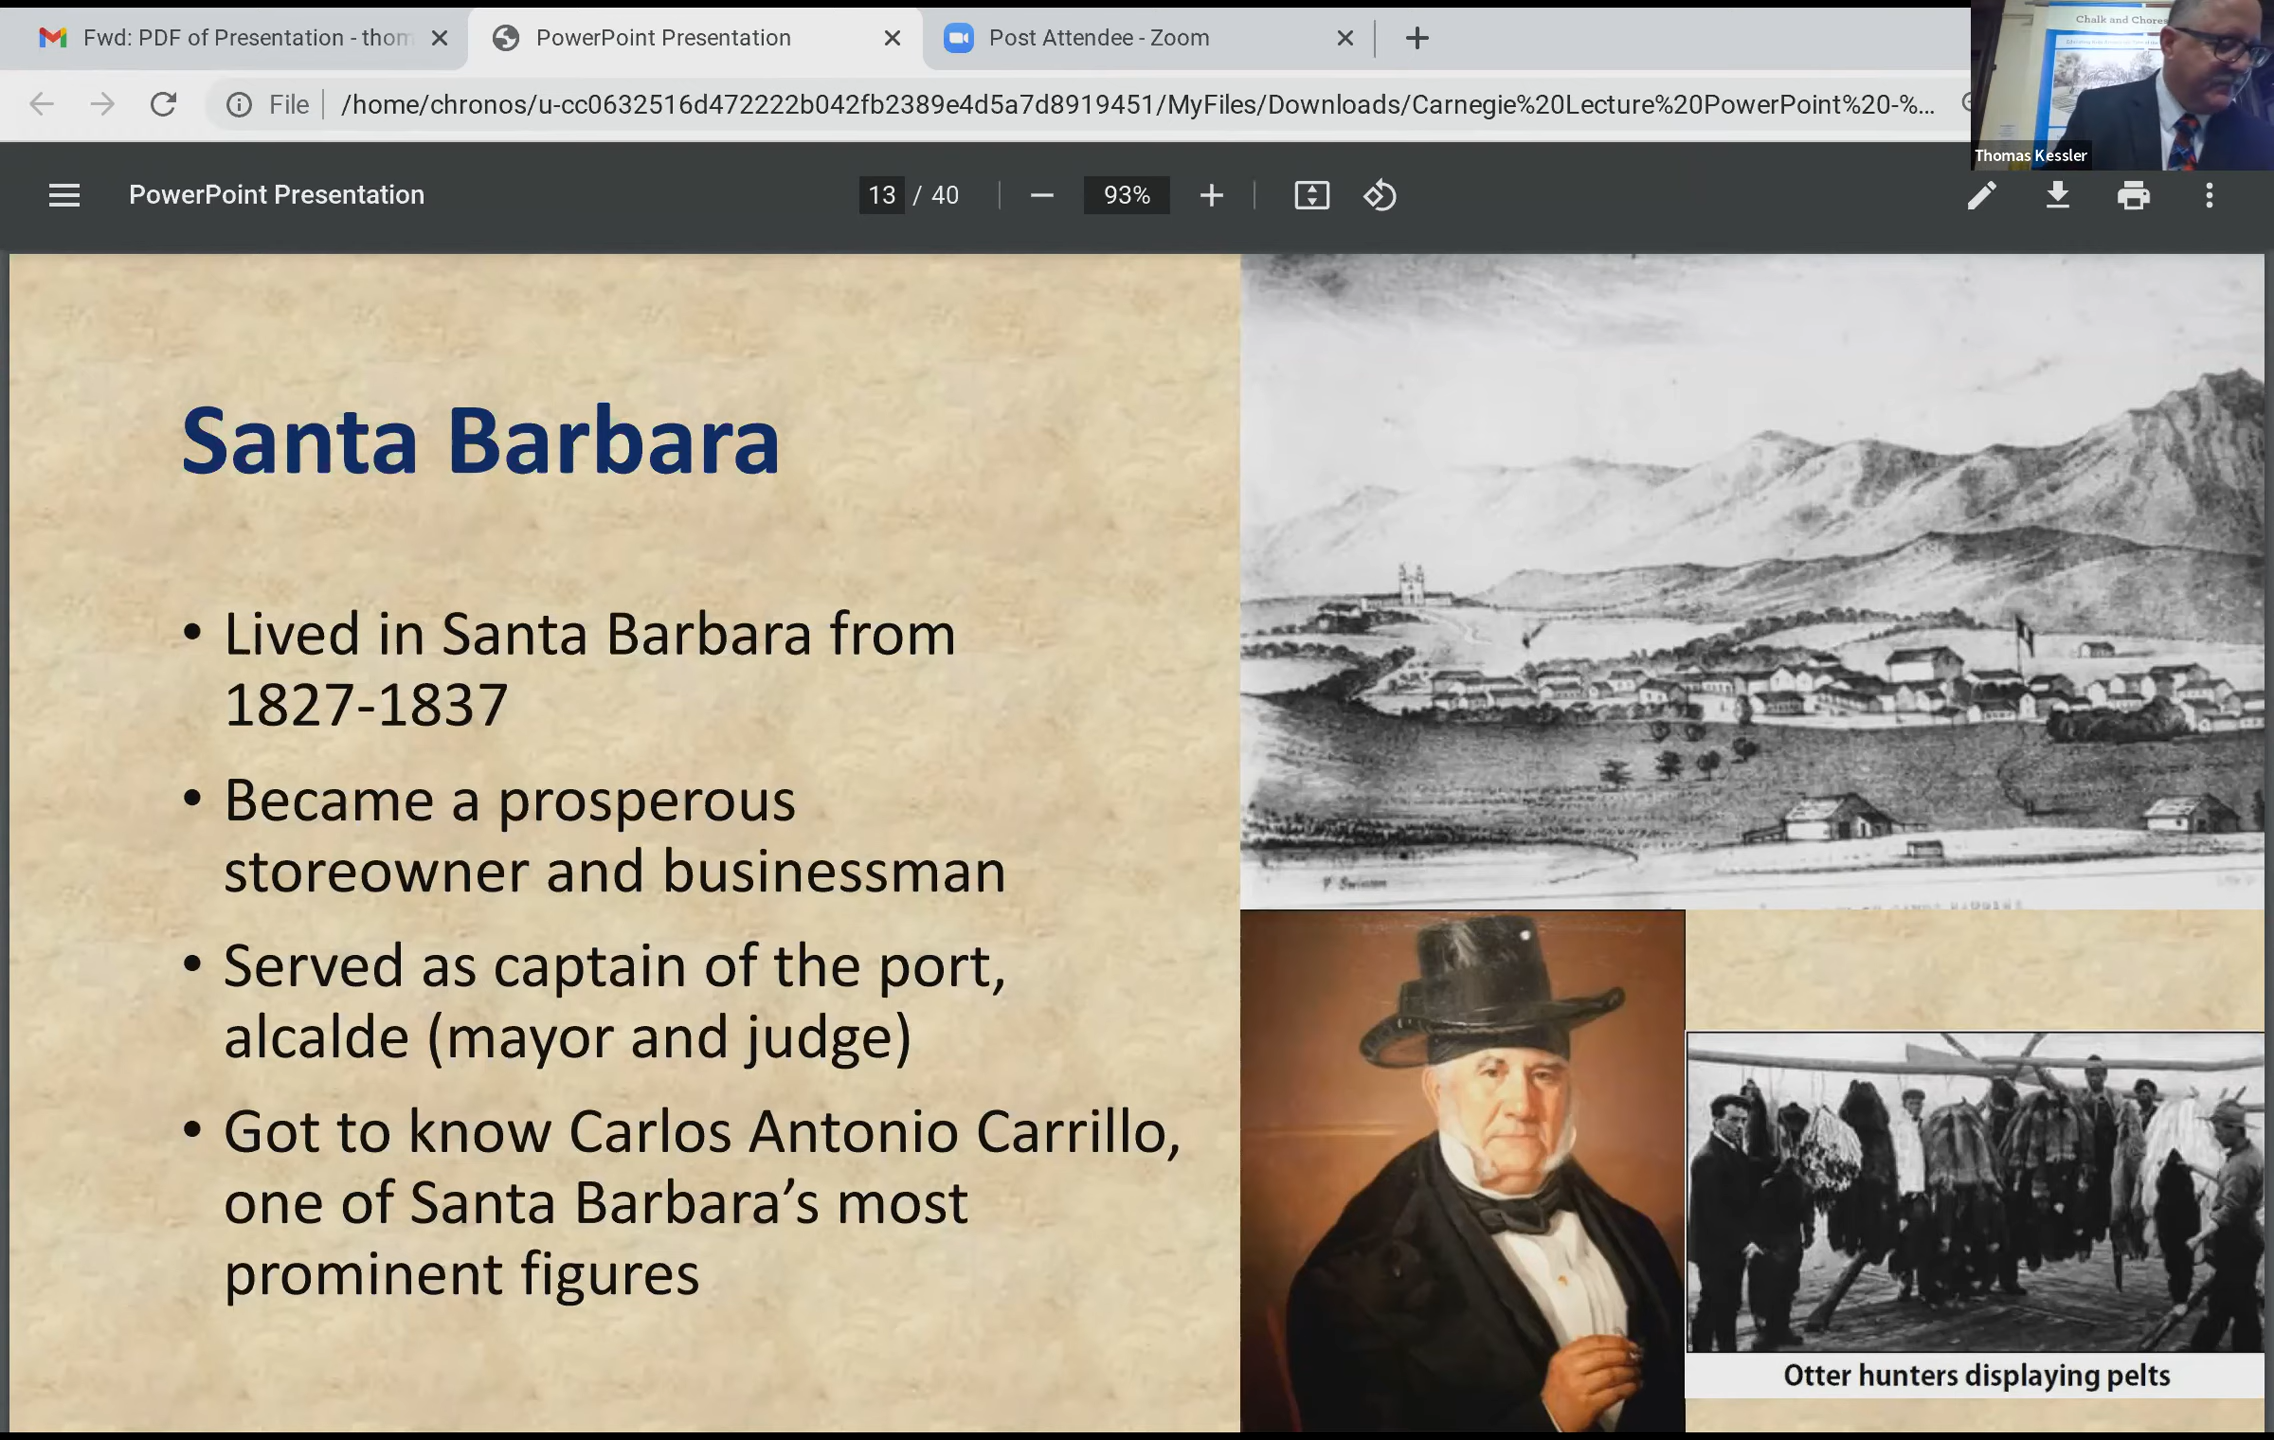 Fwd: PDF of Presentation - thom
PowerPoint Presentation
Post Attendee - Zoom
File
/home/chronos/u-cc0632516d472222b042fb2389e4d5a7d8919451/MyFiles/Downloads/Carnegie%20Lecture%20PowerPoint%20-%...
Chalk and Chores
Thomas Kessler
PowerPoint Presentation
13 / 40
93%
Santa Barbara
• Lived in Santa Barbara from
1827-1837
• Became a prosperous
storeowner and businessman
• Served as captain of the port,
alcalde (mayor and judge)
• Got to know Carlos Antonio Carrillo,
one of Santa Barbara’s most
prominent figures
Otter hunters displaying pelts